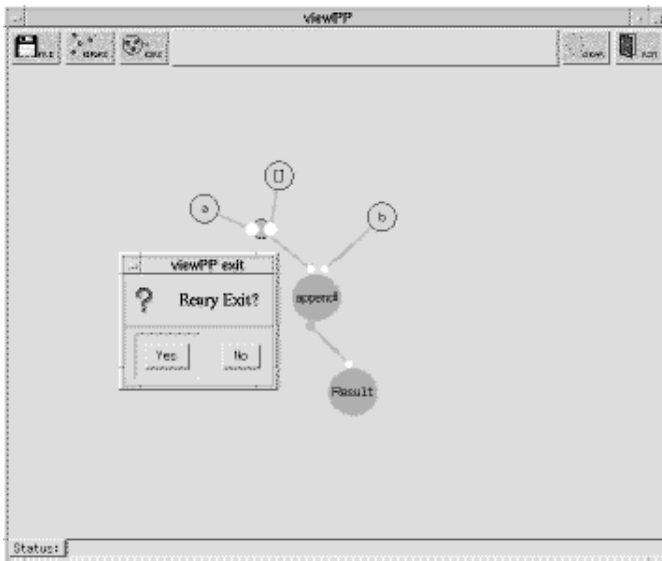 viewPP
a
[]
b
viewPP exit
Reary Exit?
append
Yes
No
Result
Status: